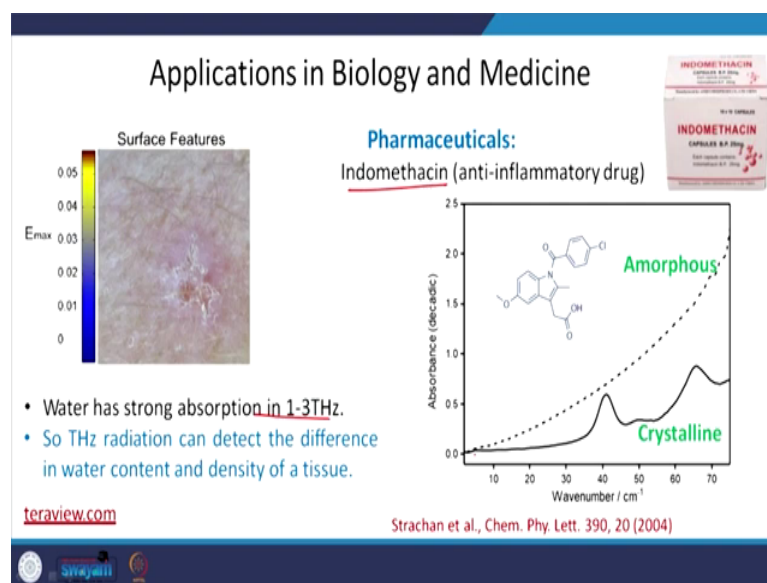 Applications in Biology and Medicine
Surface Features
0.05
0.04
Emax 0.03
0.02
0.01
0
Pharmaceuticals:
Indomethacin (anti-inflammatory drug)
INDOMETHACIN
CAPSULES B.P. 25mg
INDOMETHACIN
CAPSULES B.P. 25mg
Absorbance (decadic)
2.5
2.0
1.5
1.0
0.5
0.0
O
N
Cl
O
OH
O
Amorphous
Crystalline
10 20 30 40 50 60 70
Wavenumber / cm-1
• Water has strong absorption in 1-3THz.
• So THz radiation can detect the difference
in water content and density of a tissue.
teraview.com
Strachan et al., Chem. Phy. Lett. 390, 20 (2004)
swayam